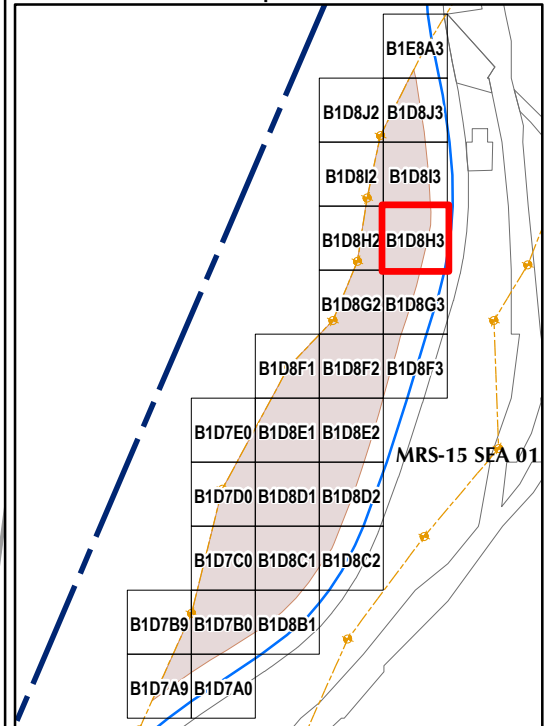 B1E8A3
B1D8J2 B1D8J3
B1D8I2 B1D8I3
B1D8H2 B1D8H3
B1D8G2 B1D8G3
B1D8F1 B1D8F2 B1D8F3
B1D7E0 B1D8E1 B1D8E2
MRS-15 SEA 01
B1D7D0 B1D8D1 B1D8D2
B1D7C0 B1D8C1 B1D8C2
B1D7B9 B1D7B0 B1D8B1
B1D7A9 B1D7A0